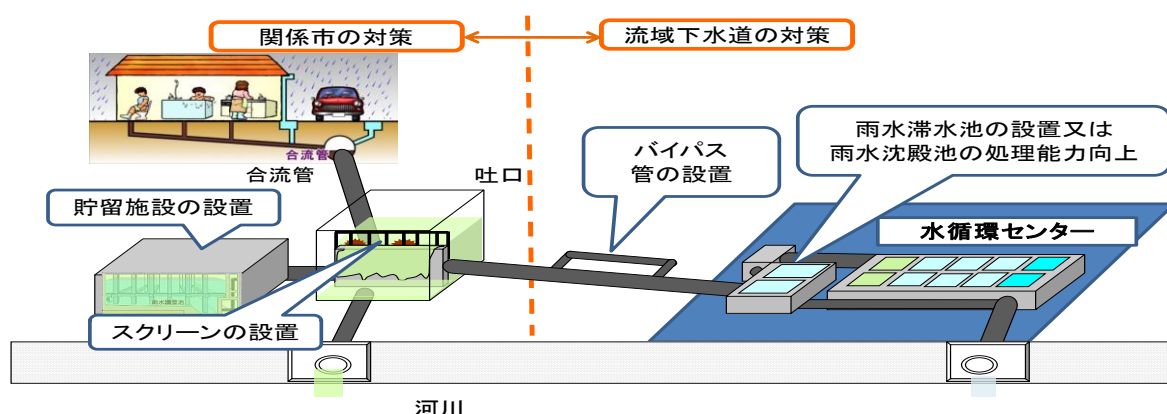 関係市の対策
流域下水道の対策
合流管
合流管
吐口
バイパス
管の設置
雨水滞水池の設置又は
雨水沈殿池の処理能力向上
貯留施設の設置
水循環センター
スクリーンの設置
河川